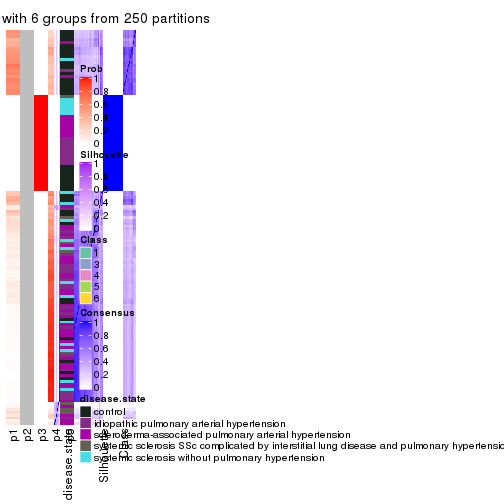 with 6 groups from 250 partitions
Prob
1
0.8
0.6
0.4
0.2
0
Silhouette
1
0.8
0.6
0.4
0.2
0
Class
1
3
4
5
6
Consensus
1
0.8
0.6
0.4
0.2
0
disease.state
control
idiopathic pulmonary arterial hypertension
scleroderma-associated pulmonary arterial hypertension
systemic sclerosis SSc complicated by interstitial lung disease and pulmonary hypertensio
systemic sclerosis without pulmonary hypertension
p1
p2
p3
p4
disease.state
Silhouette
Class